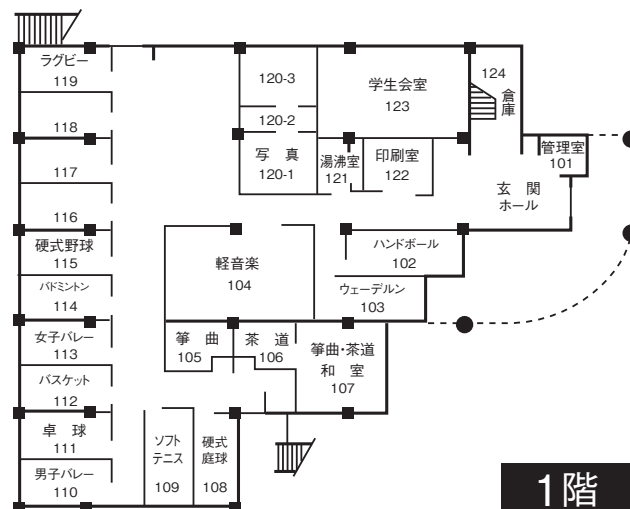 ラグビー
119
118
117
116
硬式野球
115
バドミントン
114
女子バレー
113
バスケット
112
卓 球
111
男子バレー
110
120-3
120-2
写 真
120-1
学生会室
123
124
倉庫
湯沸室
121
印刷室
122
管理室
101
玄 関
ホール
軽音楽
104
ハンドボール
102
ウェーデルン
103
箏 曲
105
茶 道
106
箏曲・茶道
和 室
107
ソフト
テニス
109
硬式
庭球
108
1階